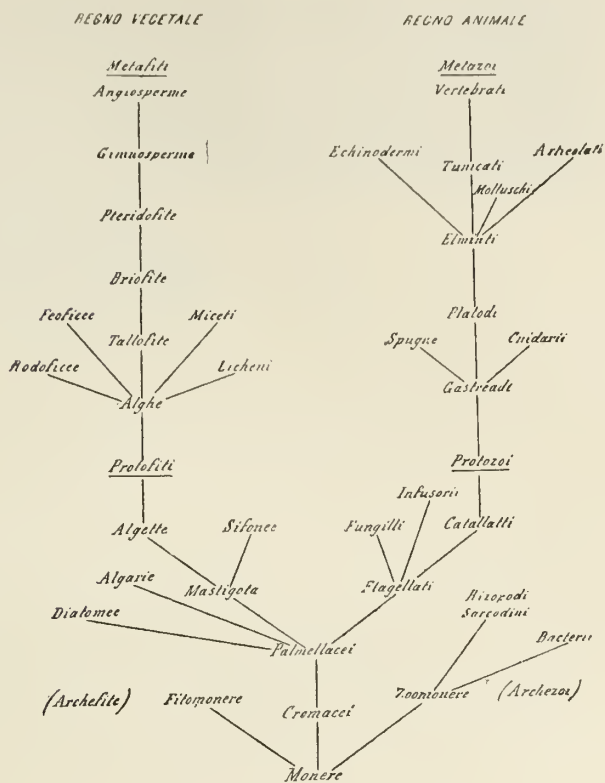 REGNO VEGETALE
REGNO ANIMALE
Metafiti
Metazoi
Angiosperme
Vertebrati
Gimnosperme
Echinodermi
Tunicati
Articolati
Molluschi
Pteridofite
Elminti
Briofite
Feoficee
Miceti
Platodi
Tallofite
Spugne
Cnidarii
Rodoficee
Licheni
Gastreadi
Alghe
Protofiti
Protozoi
Infusorii
Algette
Sifonee
Fungilli
Catallatti
Algarie
Mastigota
Flagellati
Diatomee
Rizopodi
Sarcodini
Palmellacei
Bacterii
(Archefite)
Fitomonere
Cromacei
Zoomonere
(Archezoi)
Monere